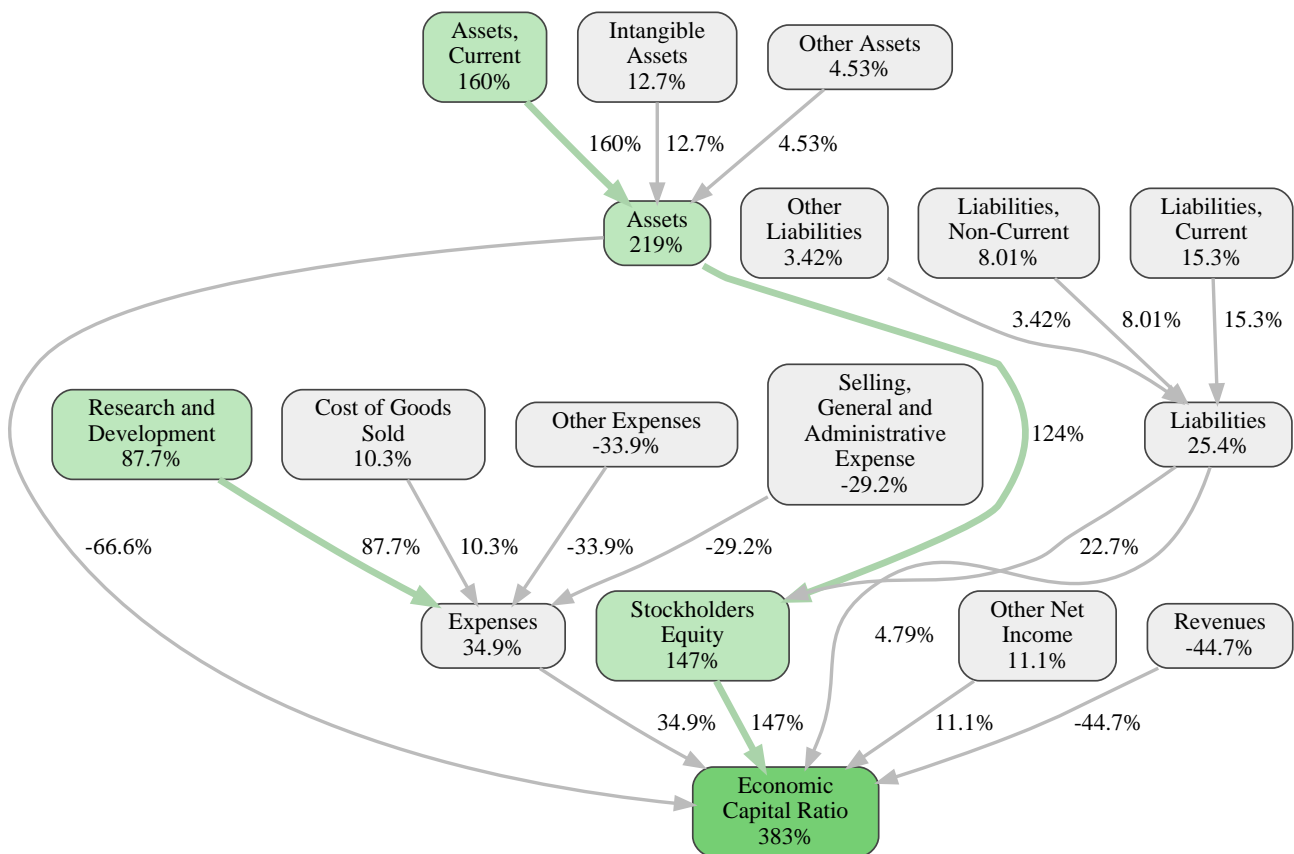 Assets,
Current
160%
Intangible
Assets
12.7%
Other Assets
4.53%
160%
12.7%
4.53%
Assets
219%
Other
Liabilities
3.42%
Liabilities,
Non-Current
8.01%
Liabilities,
Current
15.3%
3.42%
8.01%
15.3%
Research and
Development
87.7%
Cost of Goods
Sold
10.3%
Other Expenses
-33.9%
Selling,
General and
Administrative
Expense
-29.2%
124%
Liabilities
25.4%
-66.6%
87.7%
10.3%
-33.9%
-29.2%
22.7%
Expenses
34.9%
Stockholders
Equity
147%
4.79%
Other Net
Income
11.1%
Revenues
-44.7%
34.9%
147%
11.1%
-44.7%
Economic
Capital Ratio
383%